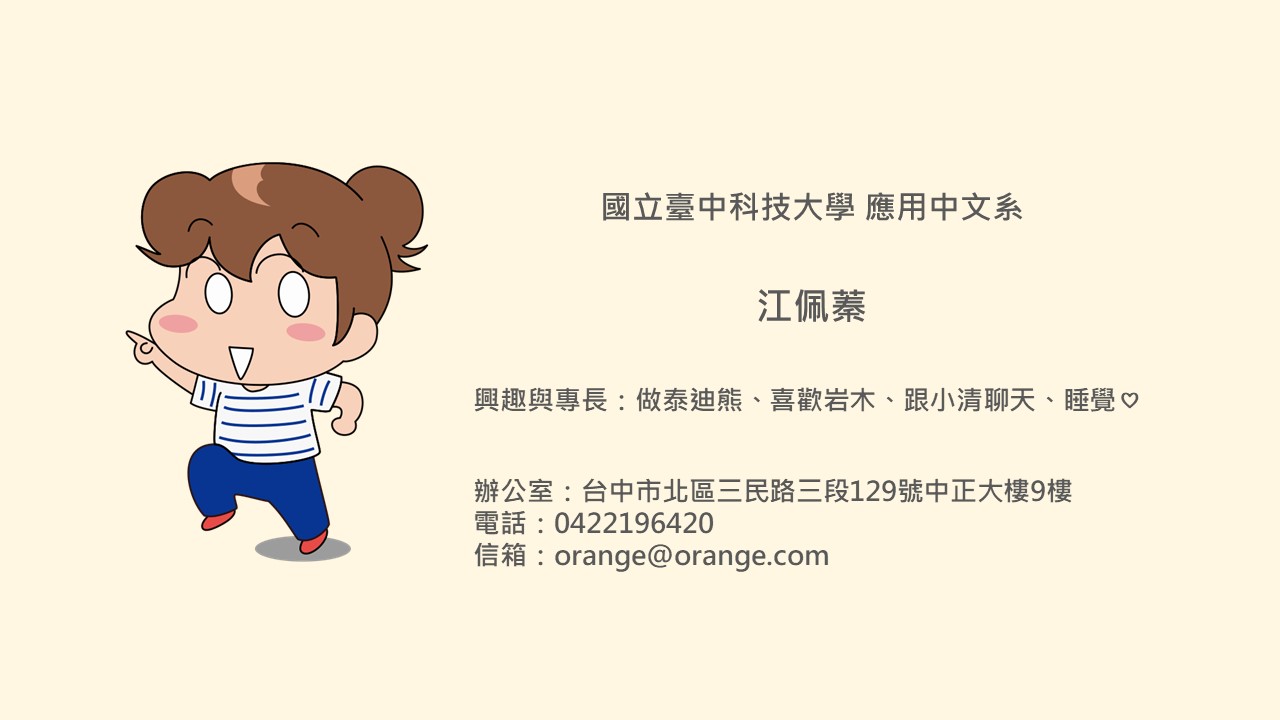 國立臺中科技大學 應用中文系
江佩蓁
興趣與專長：做泰迪熊、喜歡岩木、跟小清聊天、睡覺♡
辦公室：台中市北區三民路三段129號中正大樓9樓
電話：0422196420
信箱：orange@orange.com